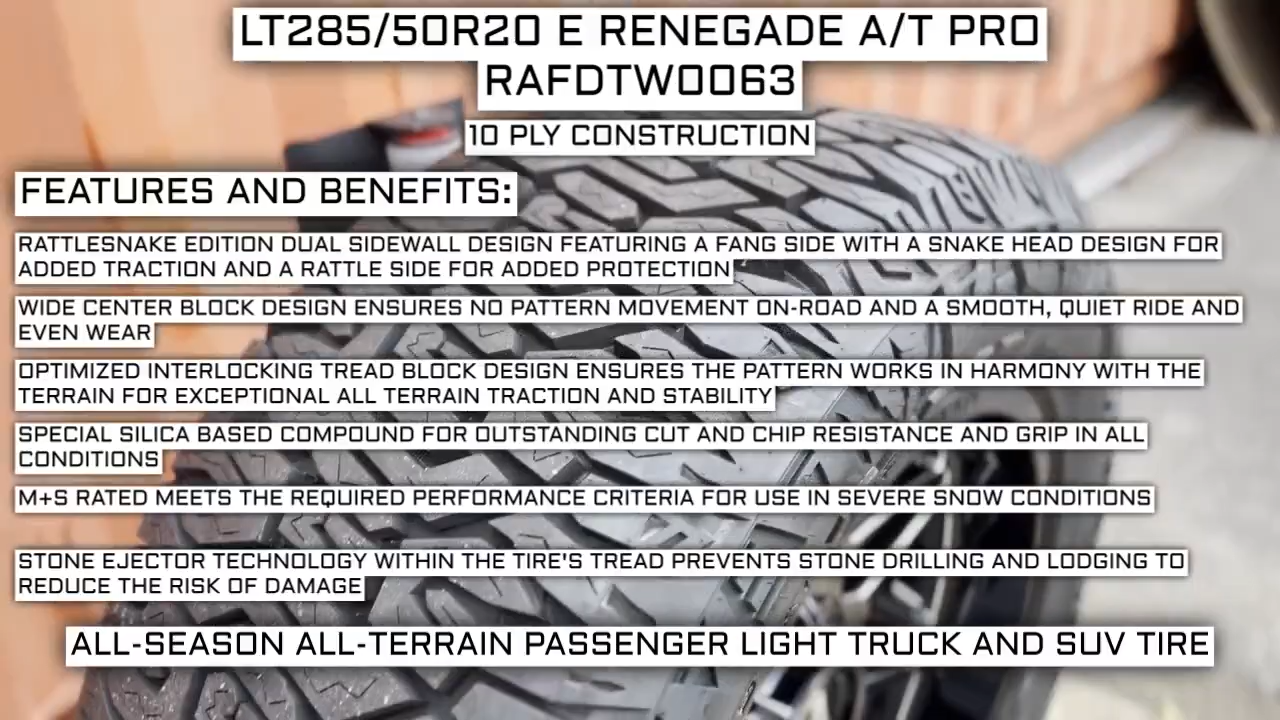 LT285/50R20 E RENEGADE A/T PRO
RAFDTW0063
10 PLY CONSTRUCTION
FEATURES AND BENEFITS:
RATTLESNAKE EDITION DUAL SIDEWALL DESIGN FEATURING A FANG SIDE WITH A SNAKE HEAD DESIGN FOR
ADDED TRACTION AND A RATTLE SIDE FOR ADDED PROTECTION
WIDE CENTER BLOCK DESIGN ENSURES NO PATTERN MOVEMENT ON-ROAD AND A SMOOTH, QUIET RIDE AND
EVEN WEAR
OPTIMIZED INTERLOCKING TREAD BLOCK DESIGN ENSURES THE PATTERN WORKS IN HARMONY WITH THE
TERRAIN FOR EXCEPTIONAL ALL TERRAIN TRACTION AND STABILITY
SPECIAL SILICA BASED COMPOUND FOR OUTSTANDING CUT AND CHIP RESISTANCE AND GRIP IN ALL
CONDITIONS
M+S RATED MEETS THE REQUIRED PERFORMANCE CRITERIA FOR USE IN SEVERE SNOW CONDITIONS
STONE EJECTOR TECHNOLOGY WITHIN THE TIRE'S TREAD PREVENTS STONE DRILLING AND LODGING TO
REDUCE THE RISK OF DAMAGE
ALL-SEASON ALL-TERRAIN PASSENGER LIGHT TRUCK AND SUV TIRE